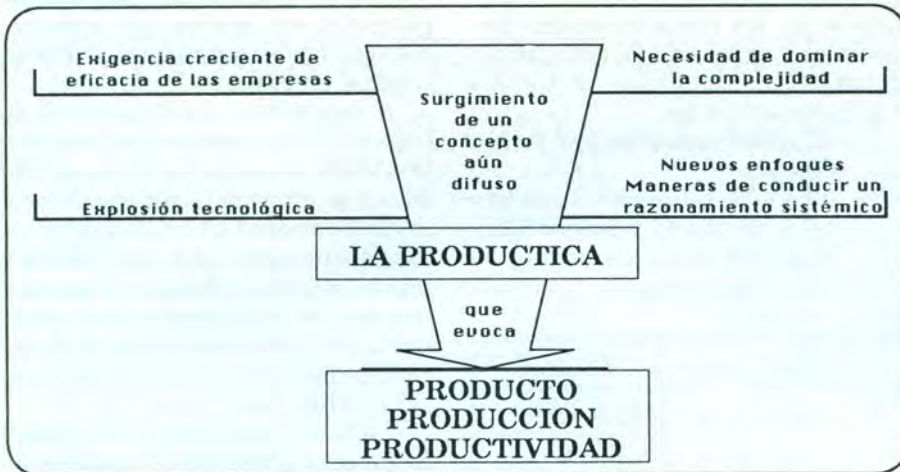 Exigencia creciente de
eficacia de las empresas
Necesidad de dominar
la complejidad
Surgimiento
de un
concepto
aún
difuso
Explosión tecnológica
Nuevos enfoques
Maneras de conducir un
razonamiento sistémico
LA PRODUCTICA
que
evoca
PRODUCTO
PRODUCCION
PRODUCTIVIDAD